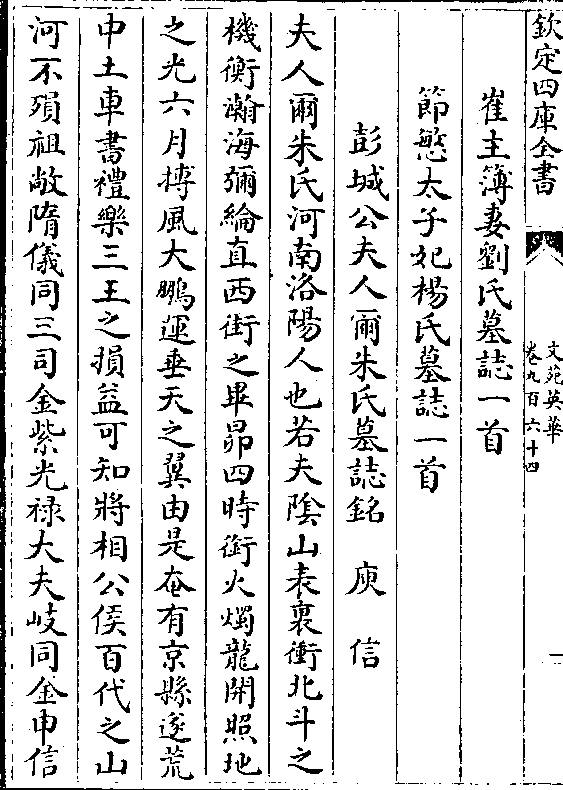 欽定四庫全書
文苑英華
卷九百六十四
一
崔主簿妻劉氏墓誌一首
節愍太子妃楊氏墓誌一首
彭城公夫人爾朱氏墓誌銘 庾信
夫人爾朱氏河南洛陽人也若夫陰山表裏衝北斗之
機衡瀚海彌綸直西街之畢昴四時銜火燭龍開照地
之光六月摶風大鵬運垂天之翼由是奄有京縣遂荒
中土車書禮樂三王之損益可知將相公侯百代之山
河不殞祖敞隋儀同三司金紫光禄大夫岐同金申信